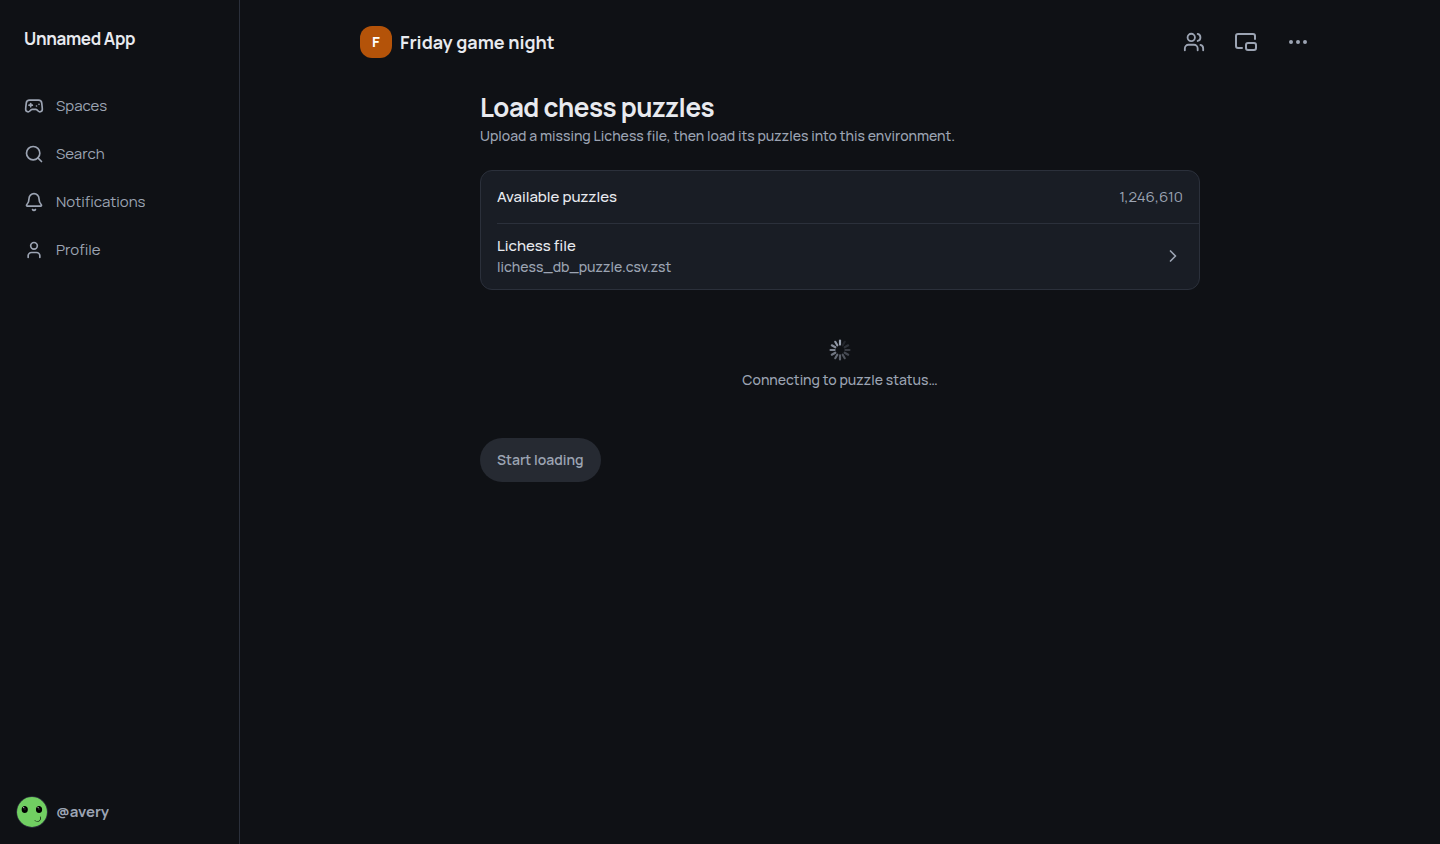 Unnamed App
Spaces
Search
Notifications
Profile
@avery
F Friday game night
Load chess puzzles
Upload a missing Lichess file, then load its puzzles into this environment.
Available puzzles 1,246,610
Lichess file
lichess_db_puzzle.csv.zst
Connecting to puzzle status…
Start loading